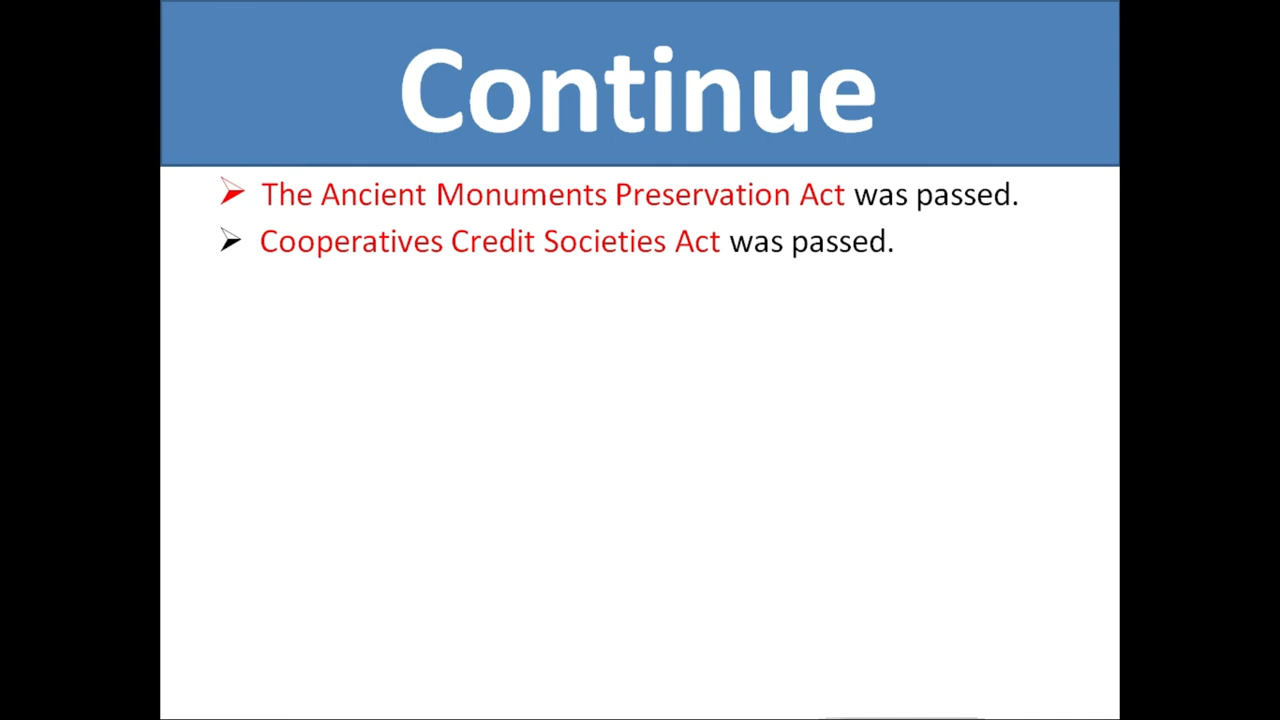 Continue
The Ancient Monuments Preservation Act was passed.
Cooperatives Credit Societies Act was passed.